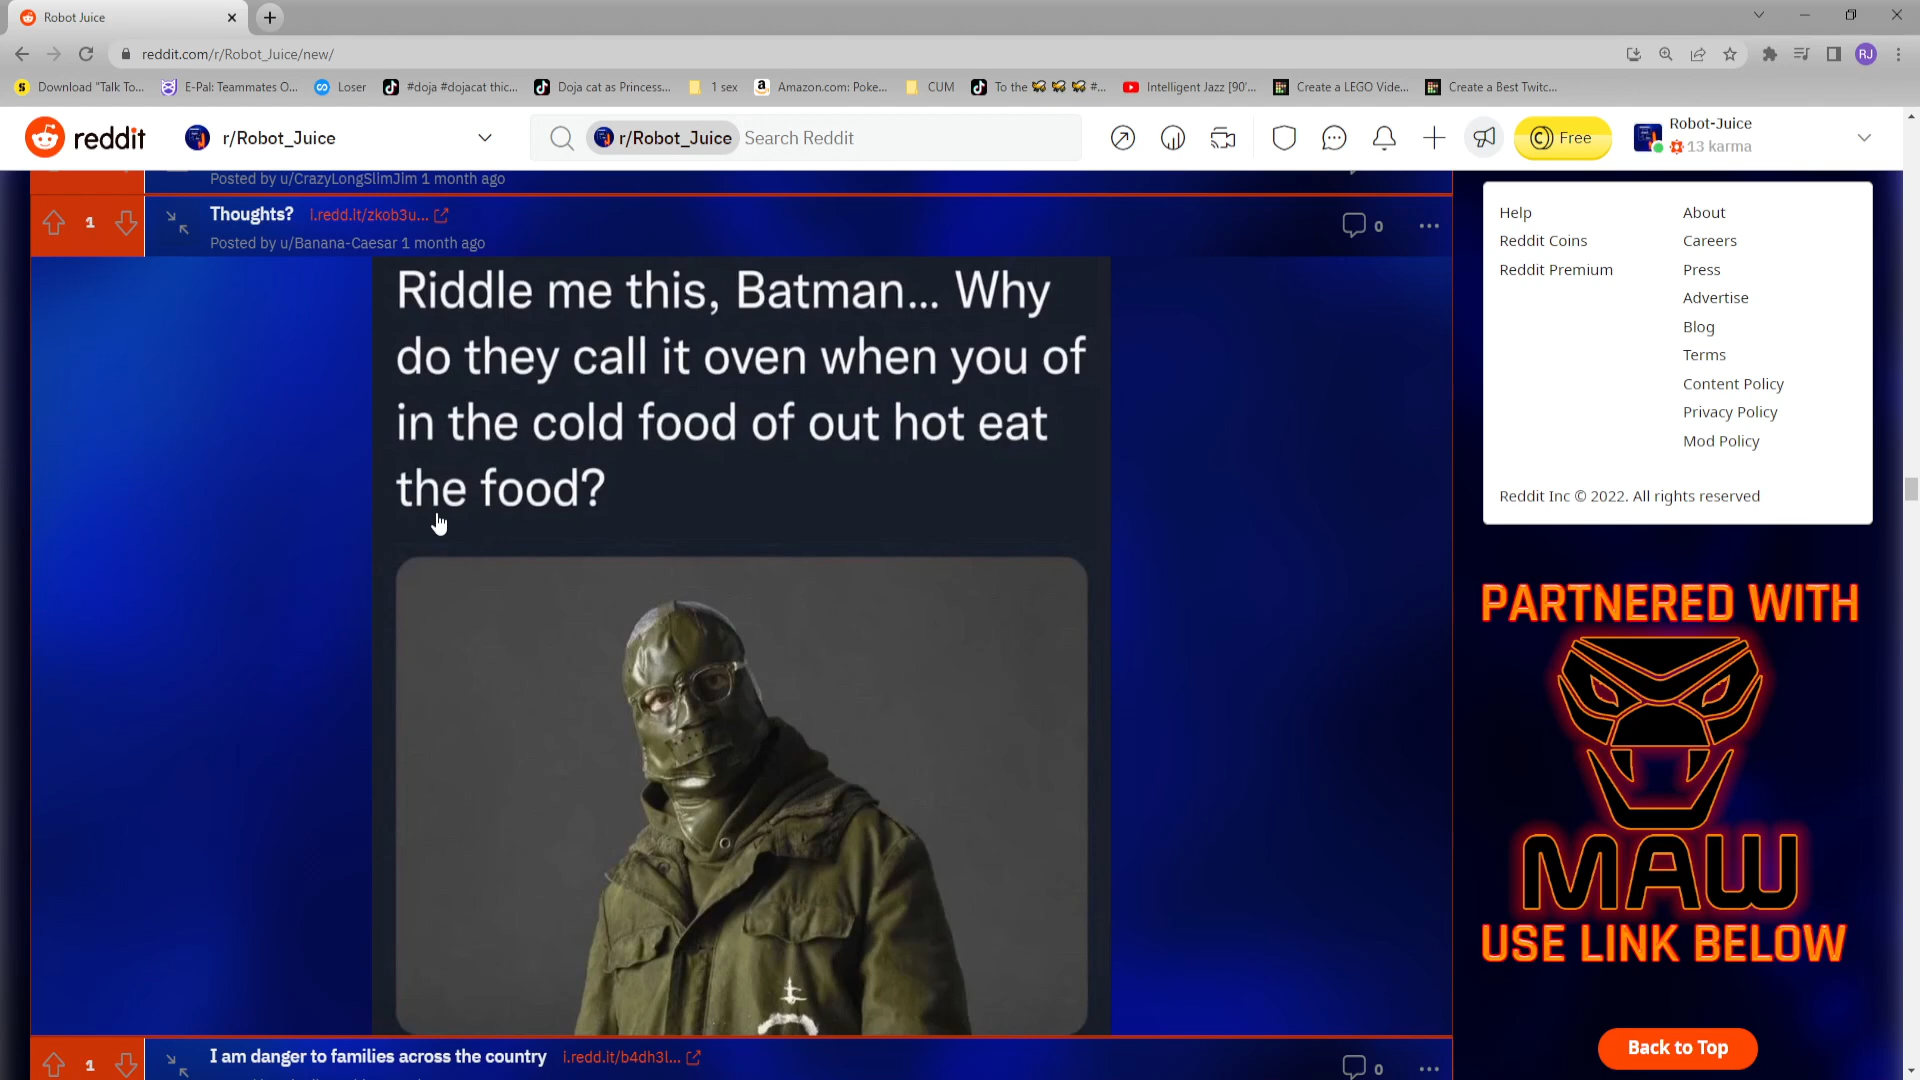 Robot Juice
reddit.com/r/Robot_Juice/new/
RJ
Download "Talk To...
E-Pal: Teammates O...
Loser
#doja #dojacat thic...
Doja cat as Princess...
1 sex
Amazon.com: Poke...
CUM
To the 🐝 🐝 🐝 #...
Intelligent Jazz [90'...
Create a LEGO Vide...
Create a Best Twitc...
reddit
r/Robot_Juice
r/Robot_Juice
Search Reddit
Free
Robot-Juice
13 karma
Posted by u/CrazyLongSlimJim 1 month ago
1
Thoughts?
i.redd.it/zkob3u...
Posted by u/Banana-Caesar 1 month ago
0
Riddle me this, Batman... Why
do they call it oven when you of
in the cold food of out hot eat
the food?
1
I am danger to families across the country
i.redd.it/b4dh3l...
0
Help
About
Reddit Coins
Careers
Reddit Premium
Press
Advertise
Blog
Terms
Content Policy
Privacy Policy
Mod Policy
Reddit Inc © 2022. All rights reserved
PARTNERED WITH
MAW
USE LINK BELOW
Back to Top